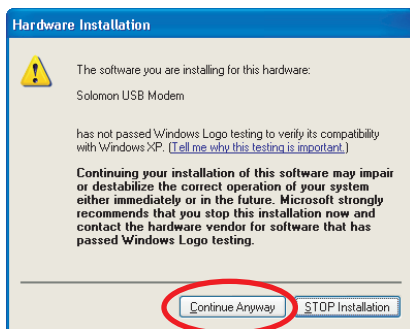 Hardware Installation
The software you are installing for this hardware:
Solomon USB Modem
has not passed Windows Logo testing to verify its compatibility
with Windows XP. (Tell me why this testing is important.)
Continuing your installation of this software may impair
or destabilize the correct operation of your system
either immediately or in the future. Microsoft strongly
recommends that you stop this installation now and
contact the hardware vendor for software that has
passed Windows Logo testing.
Continue Anyway STOP Installation